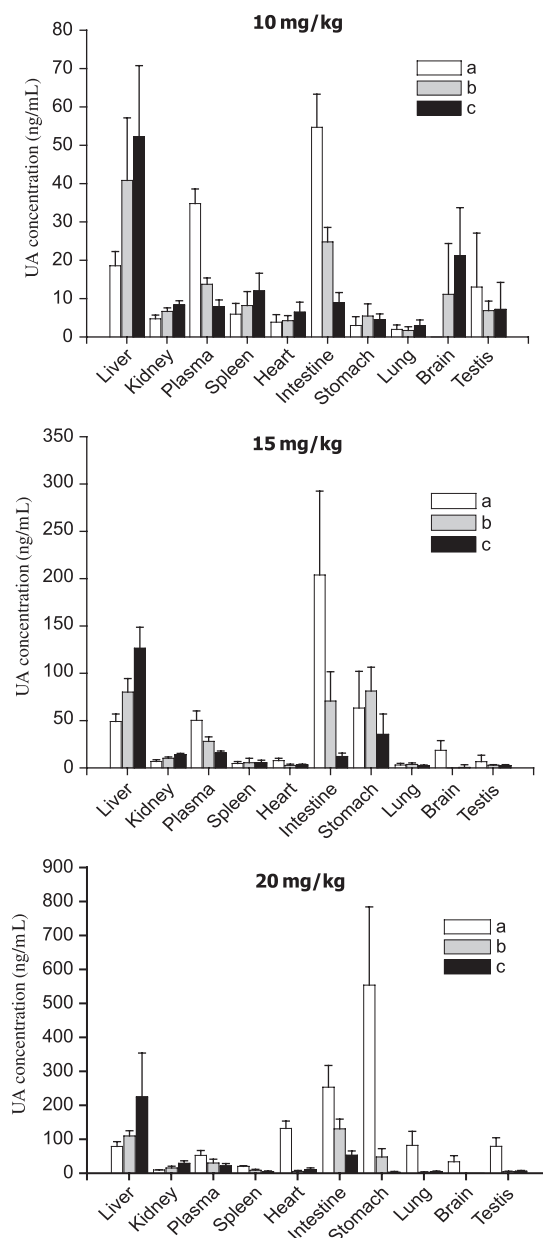 10 mg/kg
UA concentration (ng/mL)
80
70
60
50
40
30
20
10
0
a
b
c
Liver
Kidney
Plasma
Spleen
Heart
Intestine
Stomach
Lung
Brain
Testis
15 mg/kg
UA concentration (ng/mL)
350
300
250
200
150
100
50
0
a
b
c
Liver
Kidney
Plasma
Spleen
Heart
Intestine
Stomach
Lung
Brain
Testis
20 mg/kg
UA concentration (ng/mL)
900
800
700
600
500
400
300
200
100
0
a
b
c
Liver
Kidney
Plasma
Spleen
Heart
Intestine
Stomach
Lung
Brain
Testis